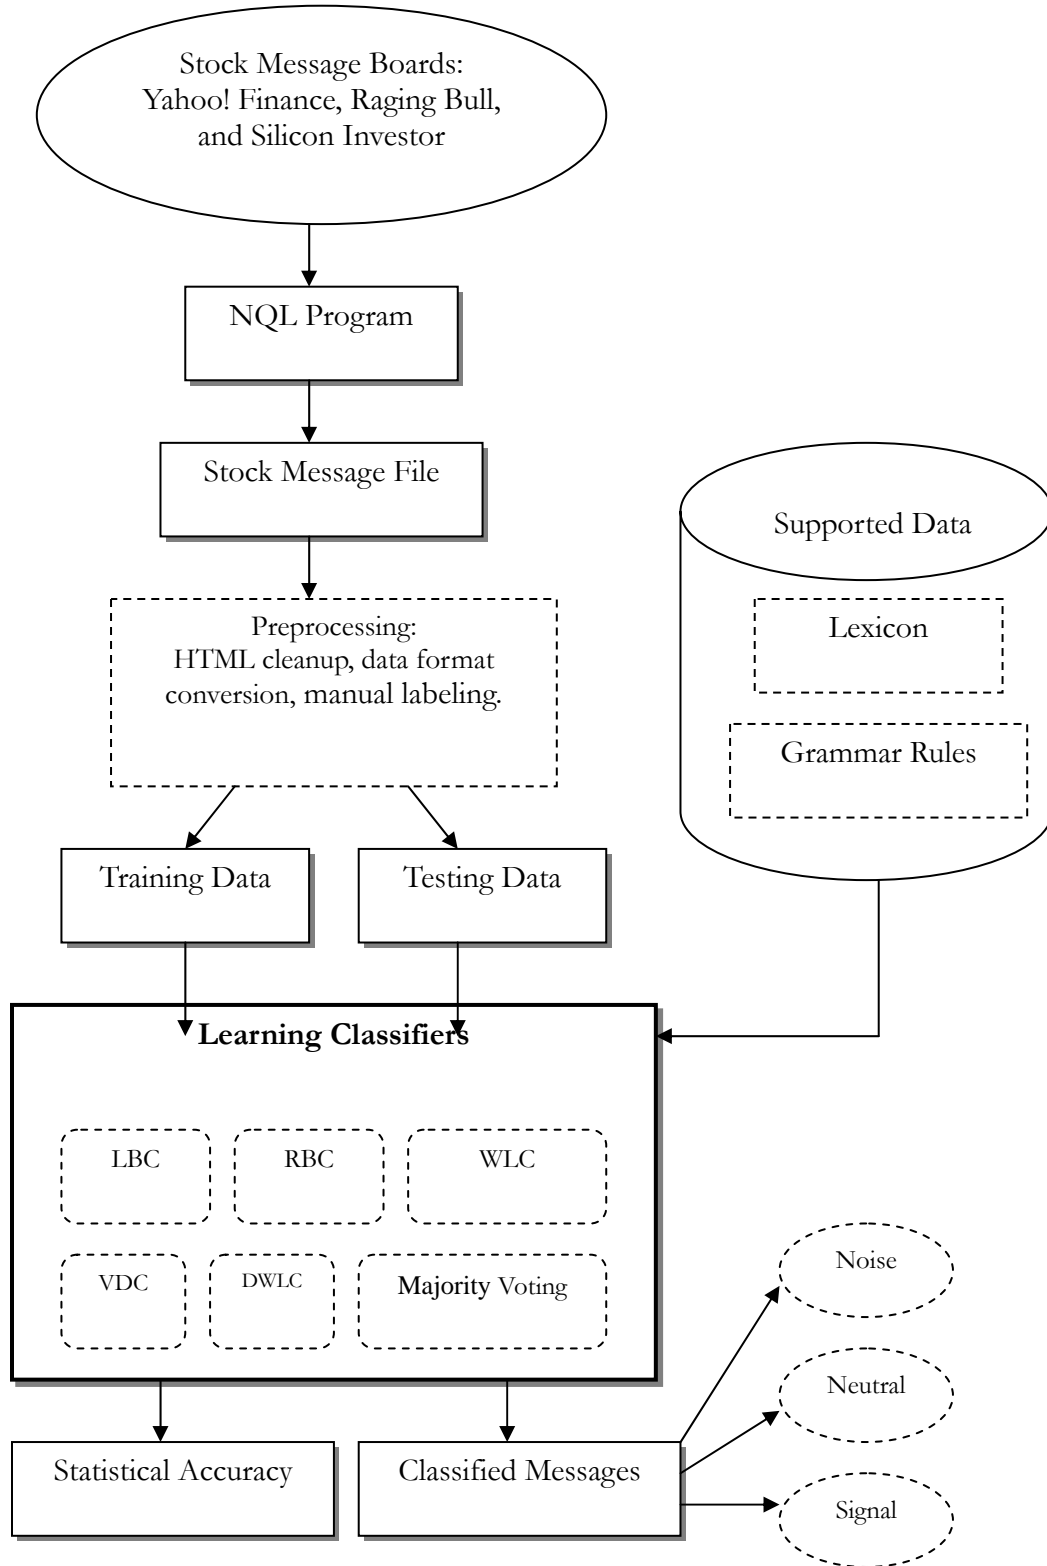 Stock Message Boards:
Yahoo! Finance, Raging Bull,
and Silicon Investor
NQL Program
Stock Message File
Supported Data
Lexicon
Grammar Rules
Preprocessing:
HTML cleanup, data format
conversion, manual labeling.
Training Data
Testing Data
Learning Classifiers
LBC
RBC
WLC
VDC
DWLC
Majority Voting
Noise
Neutral
Signal
Statistical Accuracy
Classified Messages